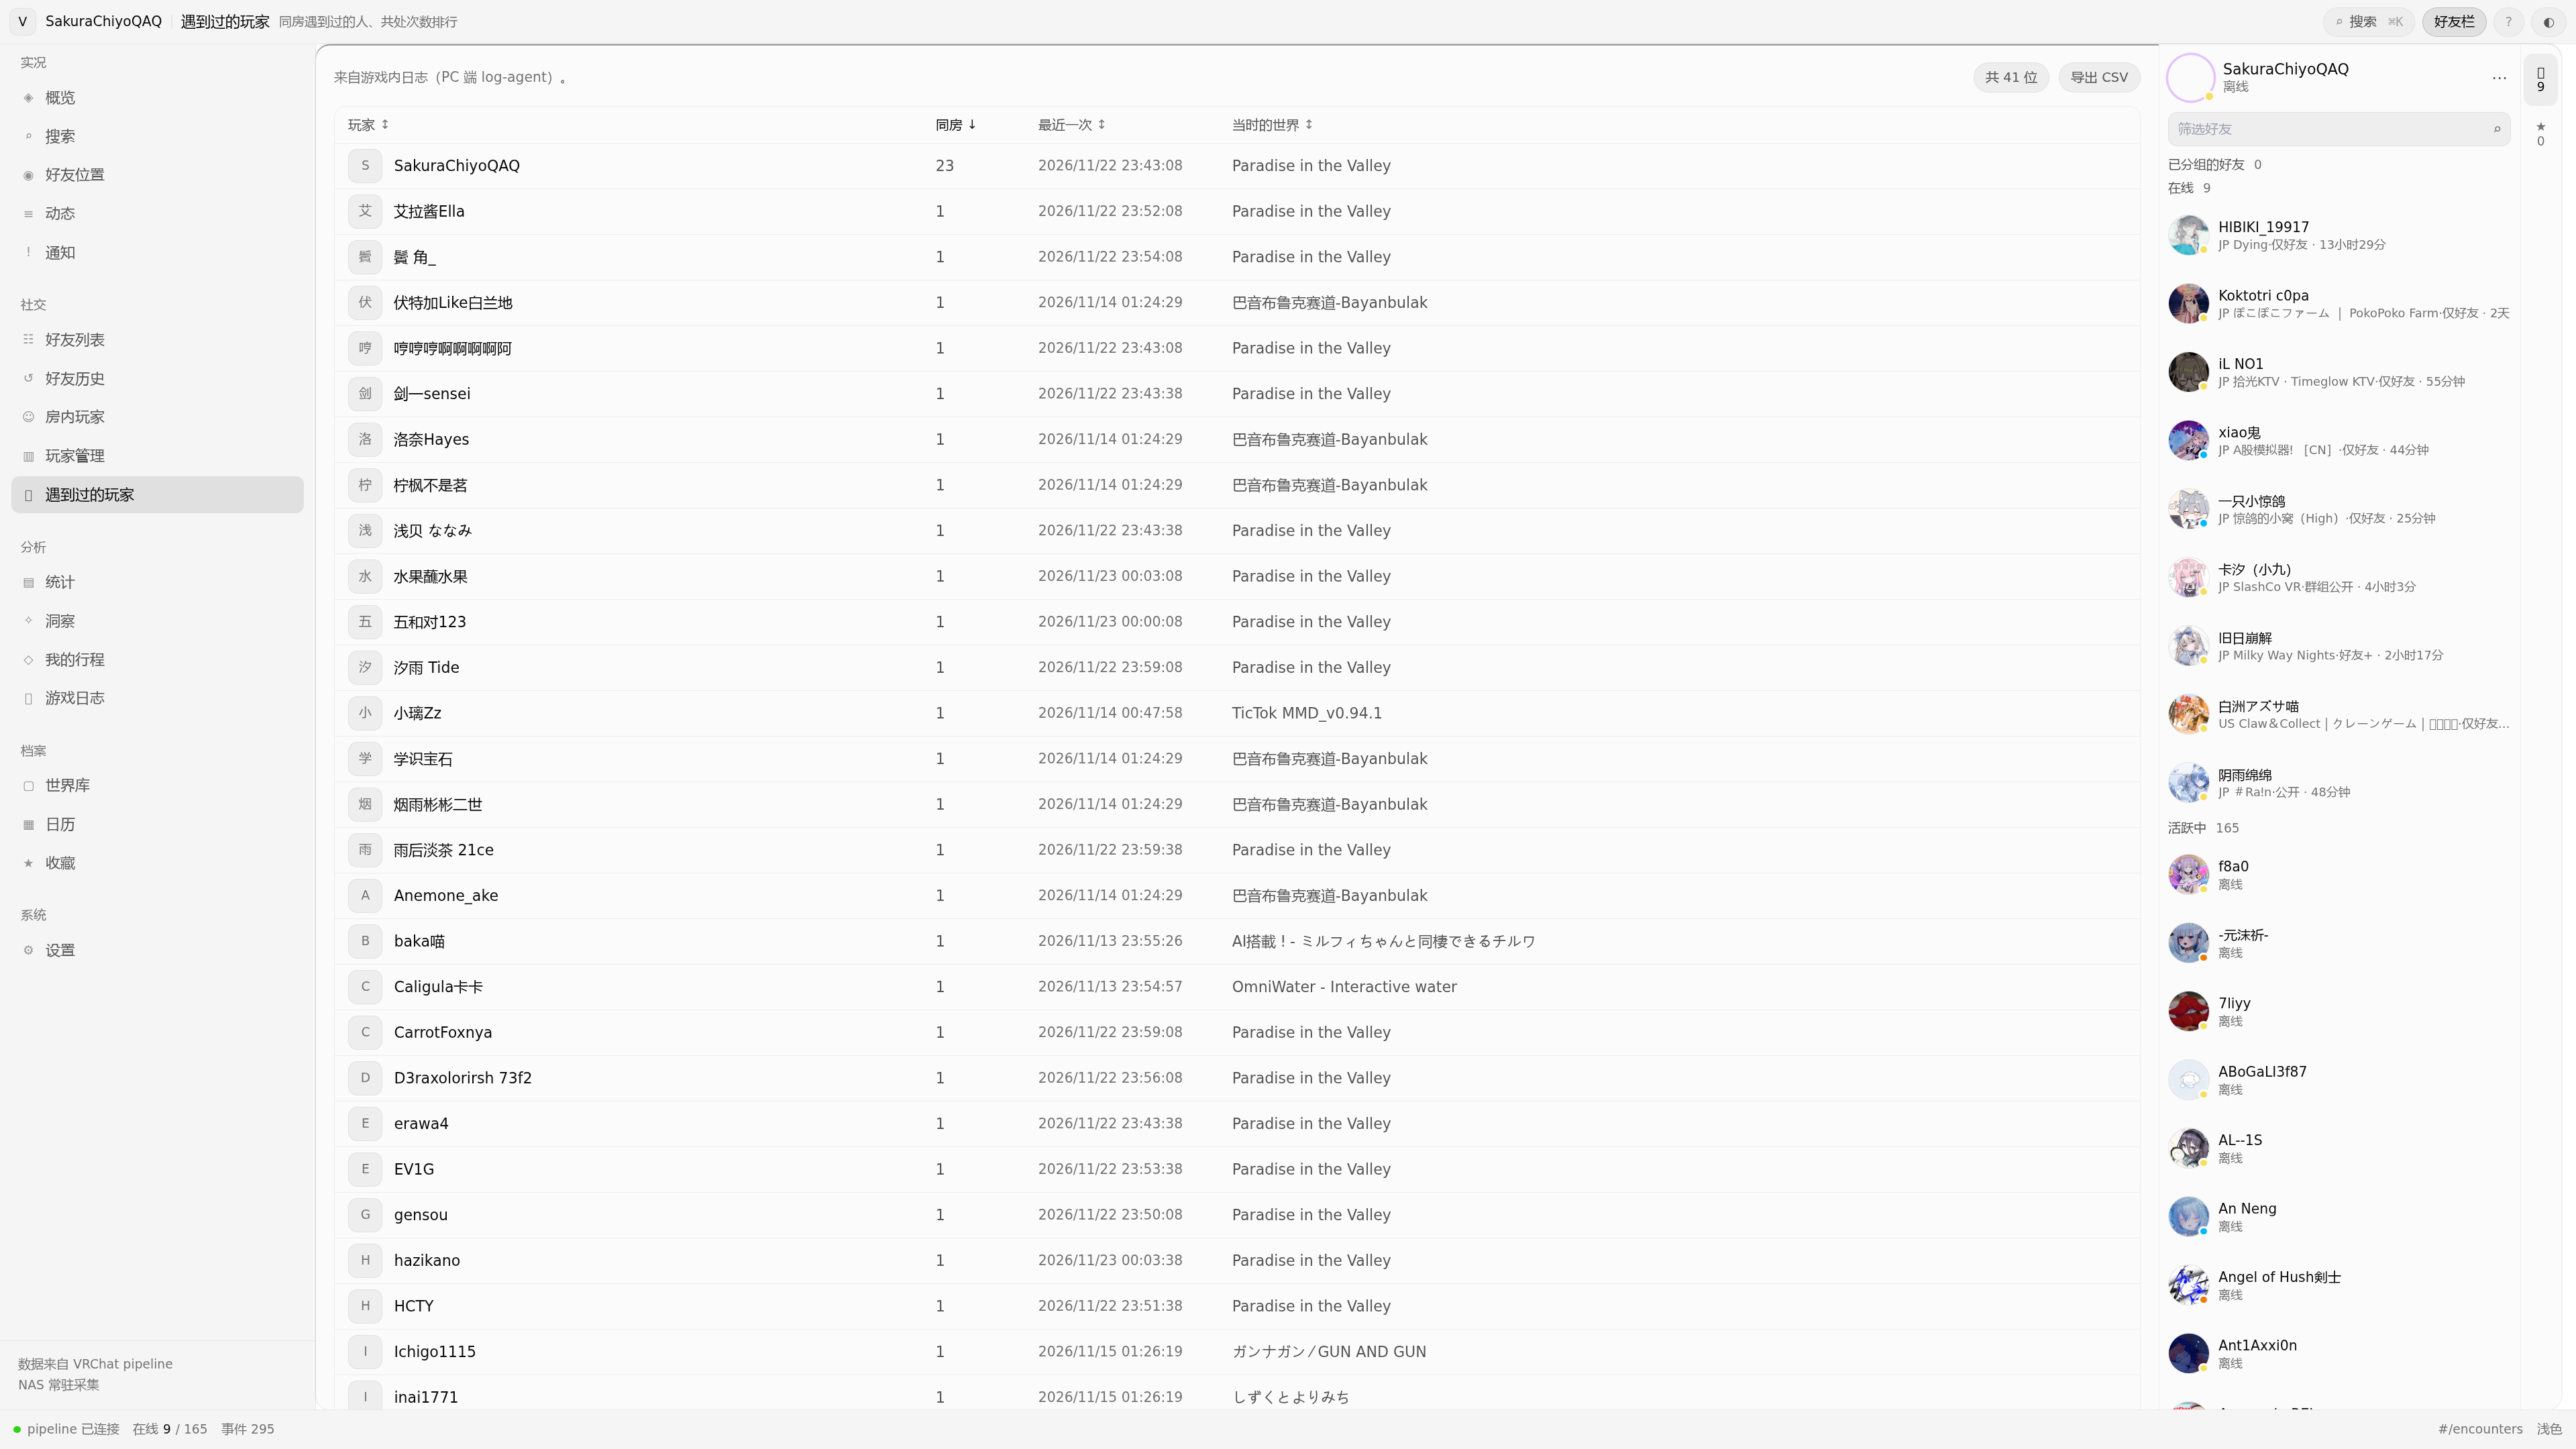 V SakuraChiyoQAQ 遇到过的玩家 同房遇到过的人、共处次数排行 搜索 ⌘K 好友栏 ?
实况
概览
搜索
好友位置
动态
通知
社交
好友列表
好友历史
房内玩家
玩家管理
遇到过的玩家
分析
统计
洞察
我的行程
游戏日志
档案
世界库
日历
收藏
系统
设置
数据来自 VRChat pipeline
NAS 常驻采集
来自游戏内日志（PC 端 log-agent）。 共 41 位 导出 CSV
玩家 ↕ 同房 ↓ 最近一次 ↕ 当时的世界 ↕
S SakuraChiyoQAQ 23 2026/11/22 23:43:08 Paradise in the Valley
艾 艾拉酱Ella 1 2026/11/22 23:52:08 Paradise in the Valley
鬓 鬓 角_ 1 2026/11/22 23:54:08 Paradise in the Valley
伏 伏特加Like白兰地 1 2026/11/14 01:24:29 巴音布鲁克赛道-Bayanbulak
哼 哼哼哼啊啊啊啊阿 1 2026/11/22 23:43:08 Paradise in the Valley
剑 剑一sensei 1 2026/11/22 23:43:38 Paradise in the Valley
洛 洛奈Hayes 1 2026/11/14 01:24:29 巴音布鲁克赛道-Bayanbulak
柠 柠枫不是茗 1 2026/11/14 01:24:29 巴音布鲁克赛道-Bayanbulak
浅 浅贝 ななみ 1 2026/11/22 23:43:38 Paradise in the Valley
水 水果蘸水果 1 2026/11/23 00:03:08 Paradise in the Valley
五 五和对123 1 2026/11/23 00:00:08 Paradise in the Valley
汐 汐雨 Tide 1 2026/11/22 23:59:08 Paradise in the Valley
小 小璃Zz 1 2026/11/14 00:47:58 TicTok MMD_v0.94.1
学 学识宝石 1 2026/11/14 01:24:29 巴音布鲁克赛道-Bayanbulak
烟 烟雨彬彬二世 1 2026/11/14 01:24:29 巴音布鲁克赛道-Bayanbulak
雨 雨后淡茶 21ce 1 2026/11/22 23:59:38 Paradise in the Valley
A Anemone_ake 1 2026/11/14 01:24:29 巴音布鲁克赛道-Bayanbulak
B baka喵 1 2026/11/13 23:55:26 AI搭載！- ミルフィちゃんと同棲できるチルワ
C Caligula卡卡 1 2026/11/13 23:54:57 OmniWater - Interactive water
C CarrotFoxnya 1 2026/11/22 23:59:08 Paradise in the Valley
D D3raxolorirsh 73f2 1 2026/11/22 23:56:08 Paradise in the Valley
E erawa4 1 2026/11/22 23:43:38 Paradise in the Valley
E EV1G 1 2026/11/22 23:53:38 Paradise in the Valley
G gensou 1 2026/11/22 23:50:08 Paradise in the Valley
H hazikano 1 2026/11/23 00:03:38 Paradise in the Valley
H HCTY 1 2026/11/22 23:51:38 Paradise in the Valley
I Ichigo1115 1 2026/11/15 01:26:19 ガンナガン／GUN AND GUN
I inai1771 1 2026/11/15 01:26:19 しずくとよりみち
SakuraChiyoQAQ ···
离线
9
★
0
筛选好友
已分组的好友 0
在线 9
HIBIKI_19917
JP Dying·仅好友 · 13小时29分
Koktotri c0pa
JP ぽこぽこファーム ｜ PokoPoko Farm·仅好友 · 2天
iL NO1
JP 拾光KTV · Timeglow KTV·仅好友 · 55分钟
xiao鬼
JP A股模拟器! ［CN］·仅好友 · 44分钟
一只小惊鸽
JP 惊鸽的小窝（High）·仅好友 · 25分钟
卡汐（小九）
JP SlashCo VR·群组公开 · 4小时3分
旧日崩解
JP Milky Way Nights·好友+ · 2小时17分
白洲アズサ喵
US Claw＆Collect | クレーンゲーム | ·仅好友…
阴雨绵绵
JP ＃Ra!n·公开 · 48分钟
活跃中 165
f8a0
离线
-元沫祈-
离线
7liyy
离线
ABoGaLI3f87
离线
AL--1S
离线
An Neng
离线
Angel of Hush剣士
离线
Ant1Axxi0n
离线
pipeline 已连接 在线 9 / 165 事件 295 #/encounters 浅色